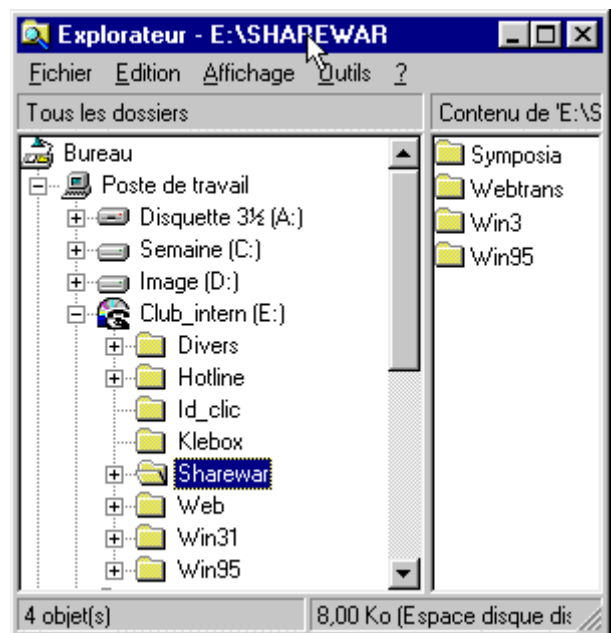 Explorateur - E:\SHAREWAR
Fichier Edition Affichage Outils ?
Tous les dossiers
Contenu de 'E:\S
Bureau
Poste de travail
Disquette 3½ (A:)
Semaine (C:)
Image (D:)
Club_intern (E:)
Divers
Hotline
Id_clic
Klebox
Sharewar
Web
Win31
Win95
Symposia
Webtrans
Win3
Win95
4 objet(s)
8,00 Ko (Espace disque dis